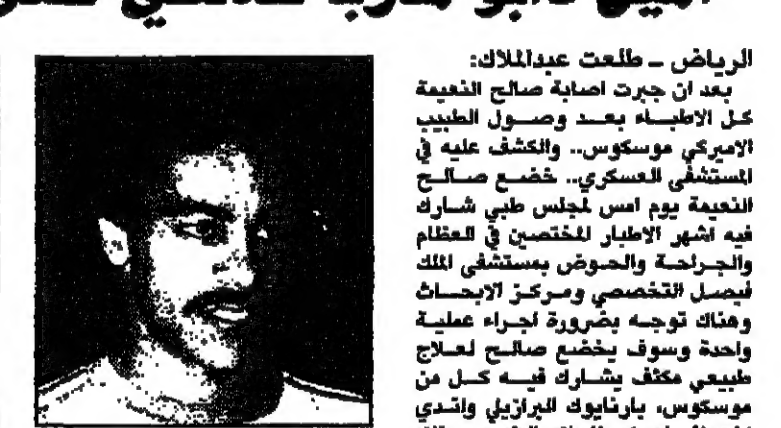 الرياض - طلعت عبدالملاك:
بعد ان جبرت اصابة صالح النعيمة
كل الاطباء بعد وصول الطبيب
الاميركي موسكوس.. والكشف عليه في
المستشفى العسكري.. خضع صالح
النعيمة يوم امس لمجلس طبي شارك
فيه اشهر الاطبار المختصين في العظام
والجراحة والحوض بمستشفى الملك
فيصل التخصصي ومركز الابحاث
وهناك توجه بضرورة اجراء عملية
واحدة وسوف يخضع صالح لعلاج
طبيعي مكثف يشارك فيه كل من
موسكوس، بارنابوك البرازيلي واندي